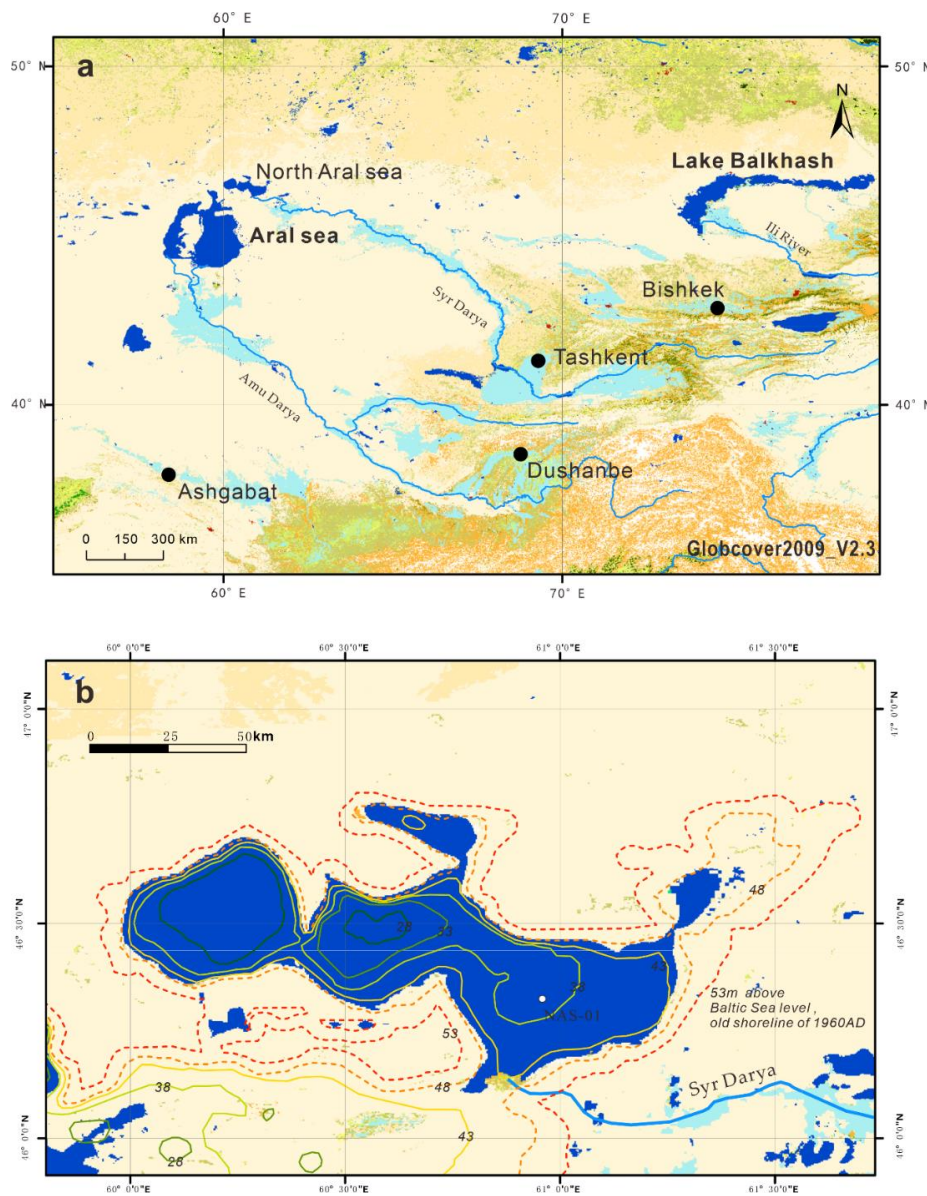 60° E
70° E
50° N
50° N
a
N
North Aral sea
Lake Balkhash
Aral sea
Ili River
Bishkek
Syr Darya
Tashkent
Amu Darya
40° N
40° N
Dushanbe
Ashgabat
0 150 300 km
Globcover2009_V2.3
60° E
70° E
60° 0'0"E
60° 30'0"E
61° 0'0"E
61° 30'0"E
b
47° 0'0"N
47° 0'0"N
0 25 50 km
48
46° 30'0"N
46° 30'0"N
28
33
43
38
NAS-01
53m above
Baltic Sea level,
old shoreline of 1960AD
53
Syr Darya
38
48
43
28
46° 0'0"N
46° 0'0"N
60° 0'0"E
60° 30'0"E
61° 0'0"E
61° 30'0"E